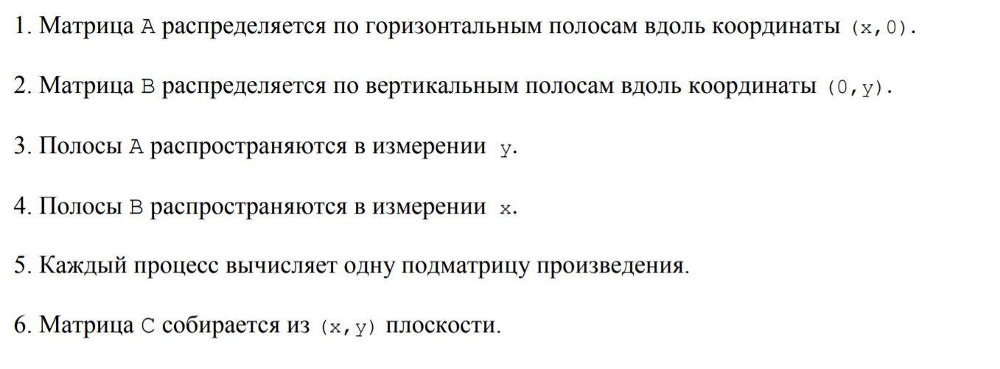 1. Матрица A распределяется по горизонтальным полосам вдоль координаты (x,0).
2. Матрица B распределяется по вертикальным полосам вдоль координаты (0,y).
3. Полосы A распространяются в измерении y.
4. Полосы B распространяются в измерении x.
5. Каждый процесс вычисляет одну подматрицу произведения.
6. Матрица C собирается из (x,y) плоскости.